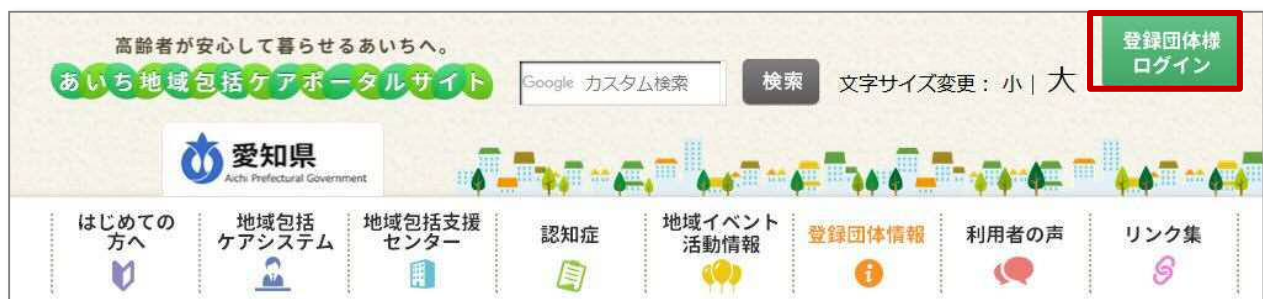 高齢者が安心して暮らせるあいちへ。
あいち地域包括ケアポータルサイト
Google カスタム検索
検索
文字サイズ変更： 小 | 大
登録団体様
ログイン
愛知県
Aichi Prefectural Government
はじめての
方へ
地域包括
ケアシステム
地域包括支援
センター
認知症
地域イベント
活動情報
登録団体情報
利用者の声
リンク集